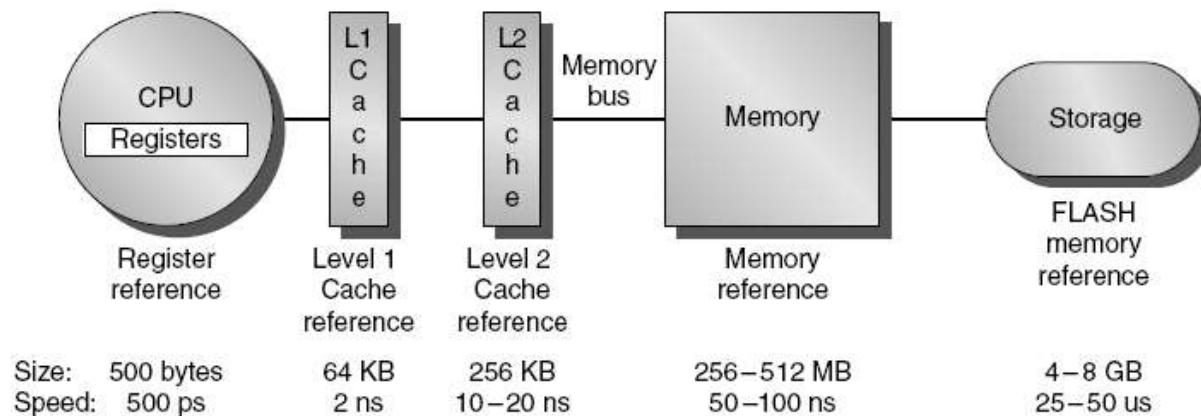 CPU
Registers
L1
C
a
c
h
e
L2
C
a
c
h
e
Memory
bus
Memory
Storage
Register
reference
Level 1
Cache
reference
Level 2
Cache
reference
Memory
reference
FLASH
memory
reference
Size: 500 bytes 64 KB 256 KB 256–512 MB 4–8 GB
Speed: 500 ps 2 ns 10–20 ns 50–100 ns 25–50 us